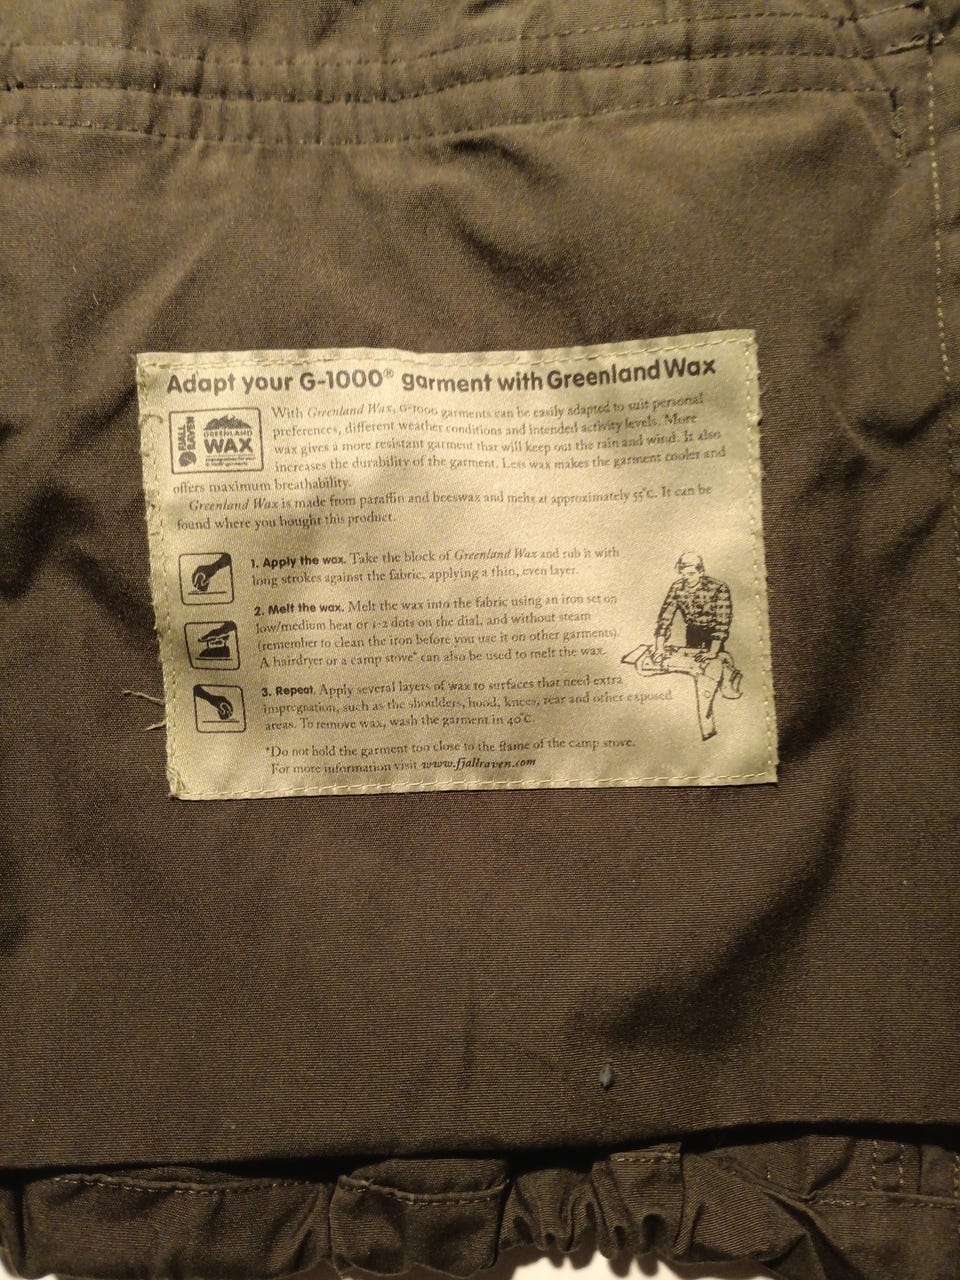 Adapt your G-1000® garment with Greenland Wax
FJÄLL
RÄVEN
GREENLAND
WAX
With Greenland Wax, G-1000 garments can be easily adapted to suit personal
preferences, different weather conditions and intended activity levels. More
wax gives a more resistant garment that will keep out the rain and wind. It also
increases the durability of the garment. Less wax makes the garment cooler and
offers maximum breathability.
Greenland Wax is made from paraffin and beeswax and melts at approximately 55°C. It can be
found where you bought this product.
1. Apply the wax. Take the block of Greenland Wax and rub it with
long strokes against the fabric, applying a thin, even layer.
2. Melt the wax. Melt the wax into the fabric using an iron set on
low/medium heat or 1-2 dots on the dial, and without steam
(remember to clean the iron before you use it on other garments).
A hairdryer or a camp stove* can also be used to melt the wax.
3. Repeat. Apply several layers of wax to surfaces that need extra
impregnation, such as the shoulders, hood, knees, rear and other exposed
areas. To remove wax, wash the garment in 40°C.
*Do not hold the garment too close to the flame of the camp stove.
For more information visit www.fjallraven.com